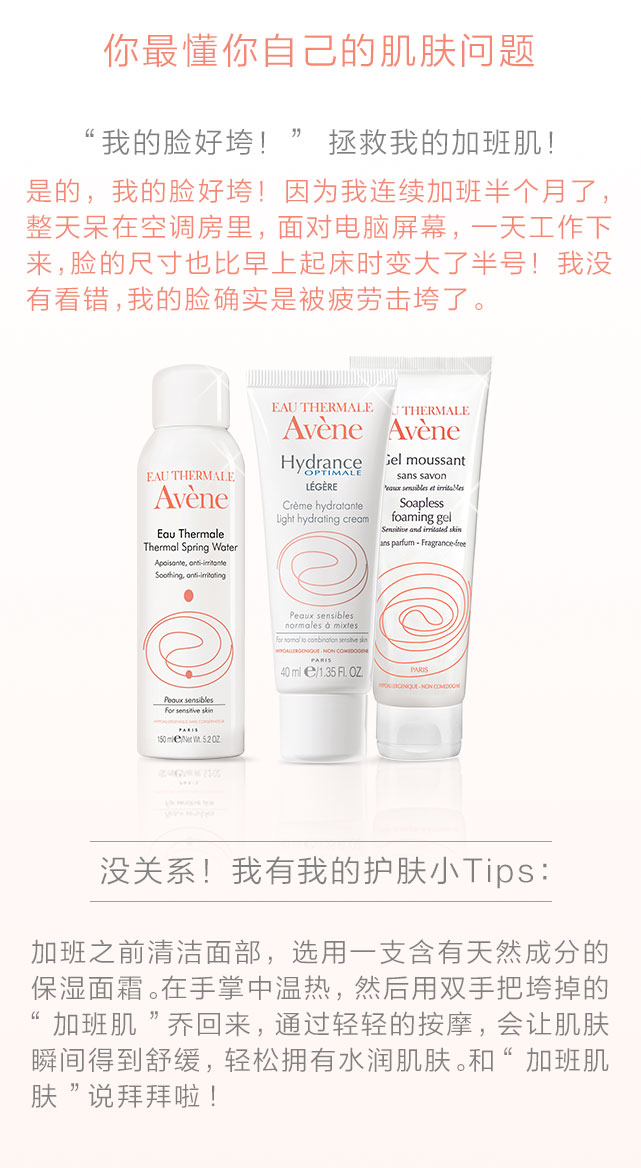 你最懂你自己的肌肤问题
“我的脸好垮！” 拯救我的加班肌！
是的，我的脸好垮！因为我连续加班半个月了，
整天呆在空调房里，面对电脑屏幕，一天工作下
来，脸的尺寸也比早上起床时变大了半号！我没
有看错，我的脸确实是被疲劳击垮了。
EAU THERMALE
Avène
Eau Thermale
Thermal Spring Water
Apaisante, anti-irritante
Soothing, anti-irritating
Peaux sensibles
For sensitive skin
PARIS
150 ml e/Net Wt. 5.2 OZ.
EAU THERMALE
Avène
Hydrance
OPTIMALE
LÉGÈRE
Crème hydratante
Light hydrating cream
Peaux sensibles
normales à mixtes
For normal to combination sensitive skin
HYPOALLERGENIQUE - NON COMEDOGENE
PARIS
40 ml e/1.35 Fl. OZ.
U THERMALE
Avène
Gel moussant
sans savon
Peaux sensibles et irritables
Soapless
foaming gel
Sensitive and irritated skin
ans parfum - Fragrance-free
PARIS
HYPOALLERGENIQUE - NON COMEDOGENE
没关系！我有我的护肤小Tips：
加班之前清洁面部，选用一支含有天然成分的
保湿面霜。在手掌中温热，然后用双手把垮掉的
“加班肌”乔回来，通过轻轻的按摩，会让肌肤
瞬间得到舒缓，轻松拥有水润肌肤。和“加班肌
肤”说拜拜啦！